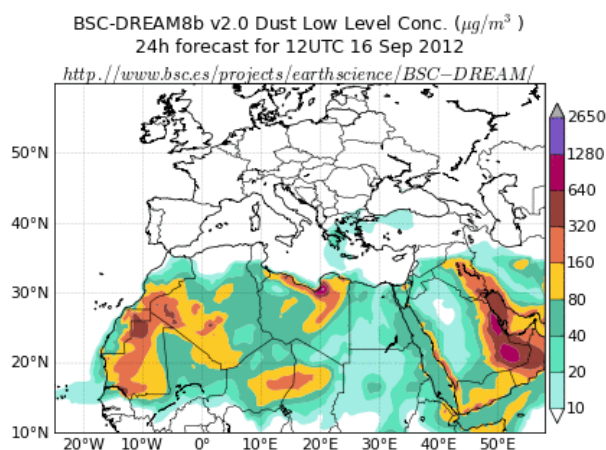 BSC-DREAM8b v2.0 Dust Low Level Conc. (μg/m³ )
24h forecast for 12UTC 16 Sep 2012
http.//www.bsc.es/projects/earthscience/BSC−DREAM/
2650
1280
640
320
160
80
40
20
10
50°N
40°N
30°N
20°N
10°N
20°W 10°W 0° 10°E 20°E 30°E 40°E 50°E